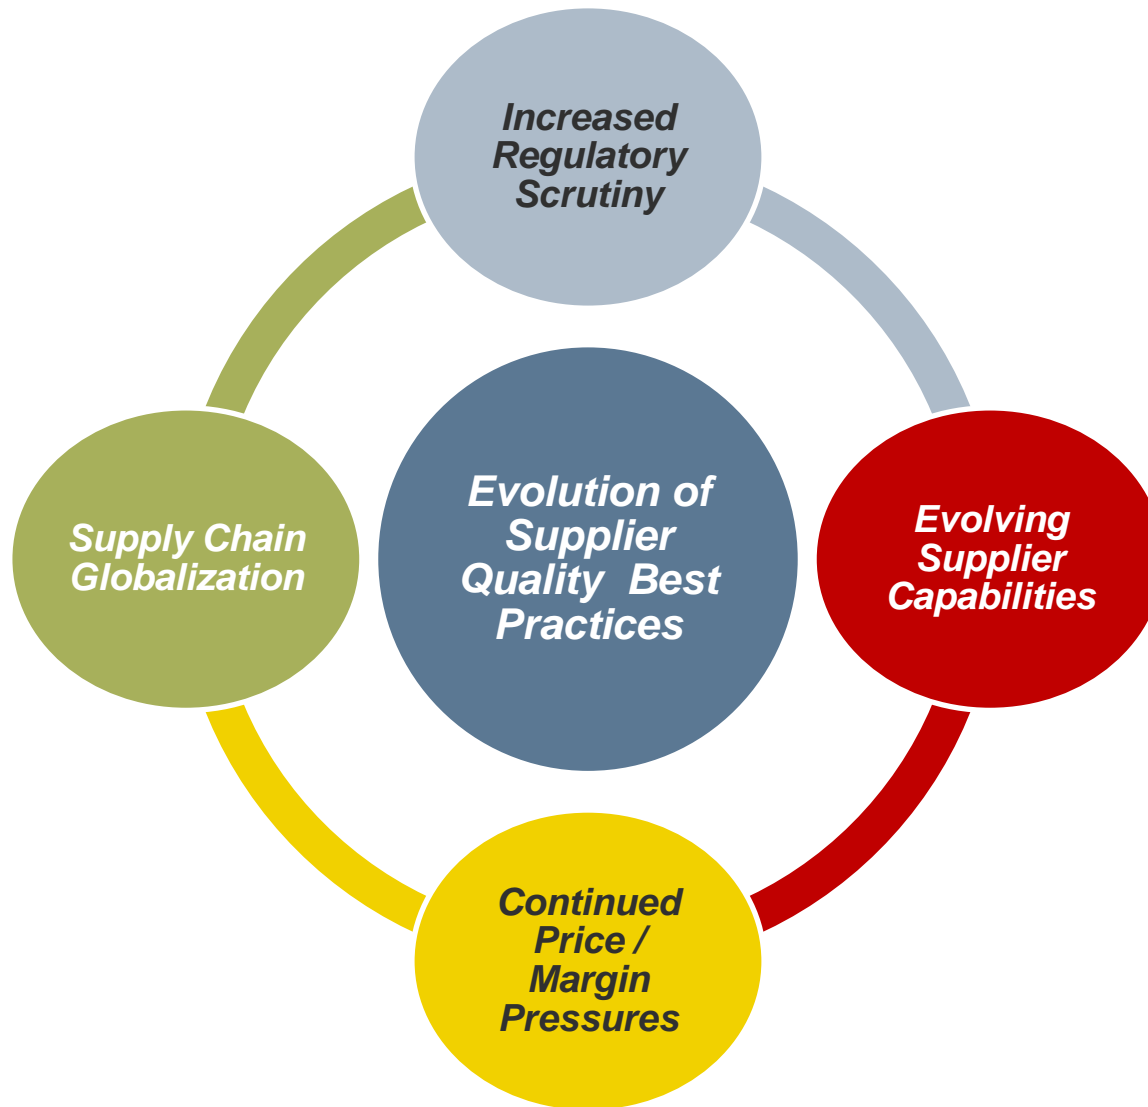 Increased
Regulatory
Scrutiny
Supply Chain
Globalization
Evolution of
Supplier
Quality  Best
Practices
Evolving
Supplier
Capabilities
Continued
Price /
Margin
Pressures